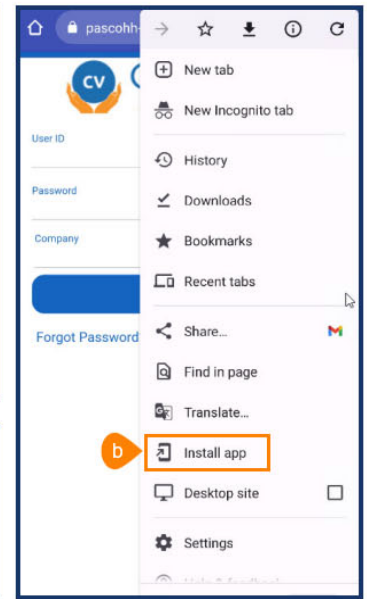 pascohh
CV
User ID
Password
Company
Forgot Password
New tab
New Incognito tab
History
Downloads
Bookmarks
Recent tabs
Share...
Find in page
Translate...
b
Install app
Desktop site
Settings